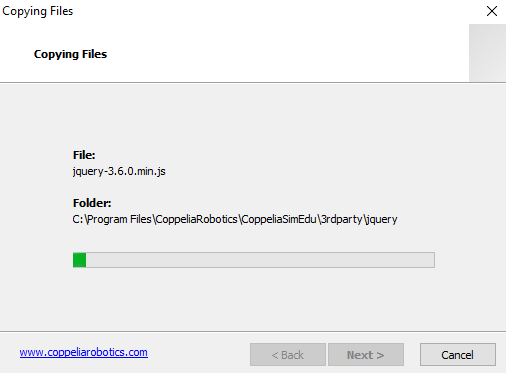 Copying Files
Copying Files
File:
jquery-3.6.0.min.js
Folder:
C:\Program Files\CoppeliaRobotics\CoppeliaSimEdu\3rdparty\jquery
www.coppeliarobotics.com
< Back
Next >
Cancel